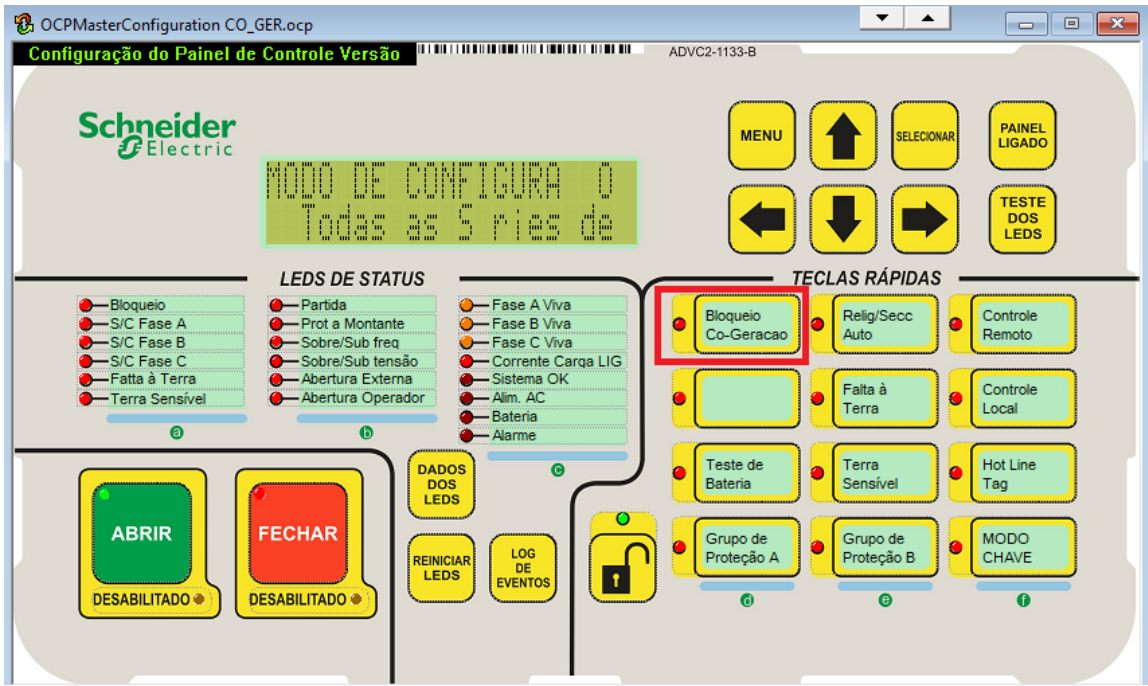 OCPMasterConfiguration CO_GER.ocp
Configuração do Painel de Controle Versão
ADVC2-1133-B
Schneider
Electric
MENU
SELECIONAR
PAINEL
LIGADO
TESTE
DOS
LEDS
MODO DE CONFIGURA O
Todas as S ries de
LEDS DE STATUS
Bloqueio
S/C Fase A
S/C Fase B
S/C Fase C
Fatta à Terra
Terra Sensível
a
Partida
Prot a Montante
Sobre/Sub freq
Sobre/Sub tensão
Abertura Externa
Abertura Operador
b
Fase A Viva
Fase B Viva
Fase C Viva
Corrente Carga LIG
Sistema OK
Alim. AC
Bateria
Alarme
c
TECLAS RÁPIDAS
Bloqueio
Co-Geracao
Relig/Secc
Auto
Controle
Remoto
Falta à
Terra
Controle
Local
Teste de
Bateria
Terra
Sensível
Hot Line
Tag
Grupo de
Proteção A
Grupo de
Proteção B
MODO
CHAVE
d
e
f
ABRIR
DESABILITADO
FECHAR
DESABILITADO
DADOS
DOS
LEDS
REINICIAR
LEDS
LOG
DE
EVENTOS